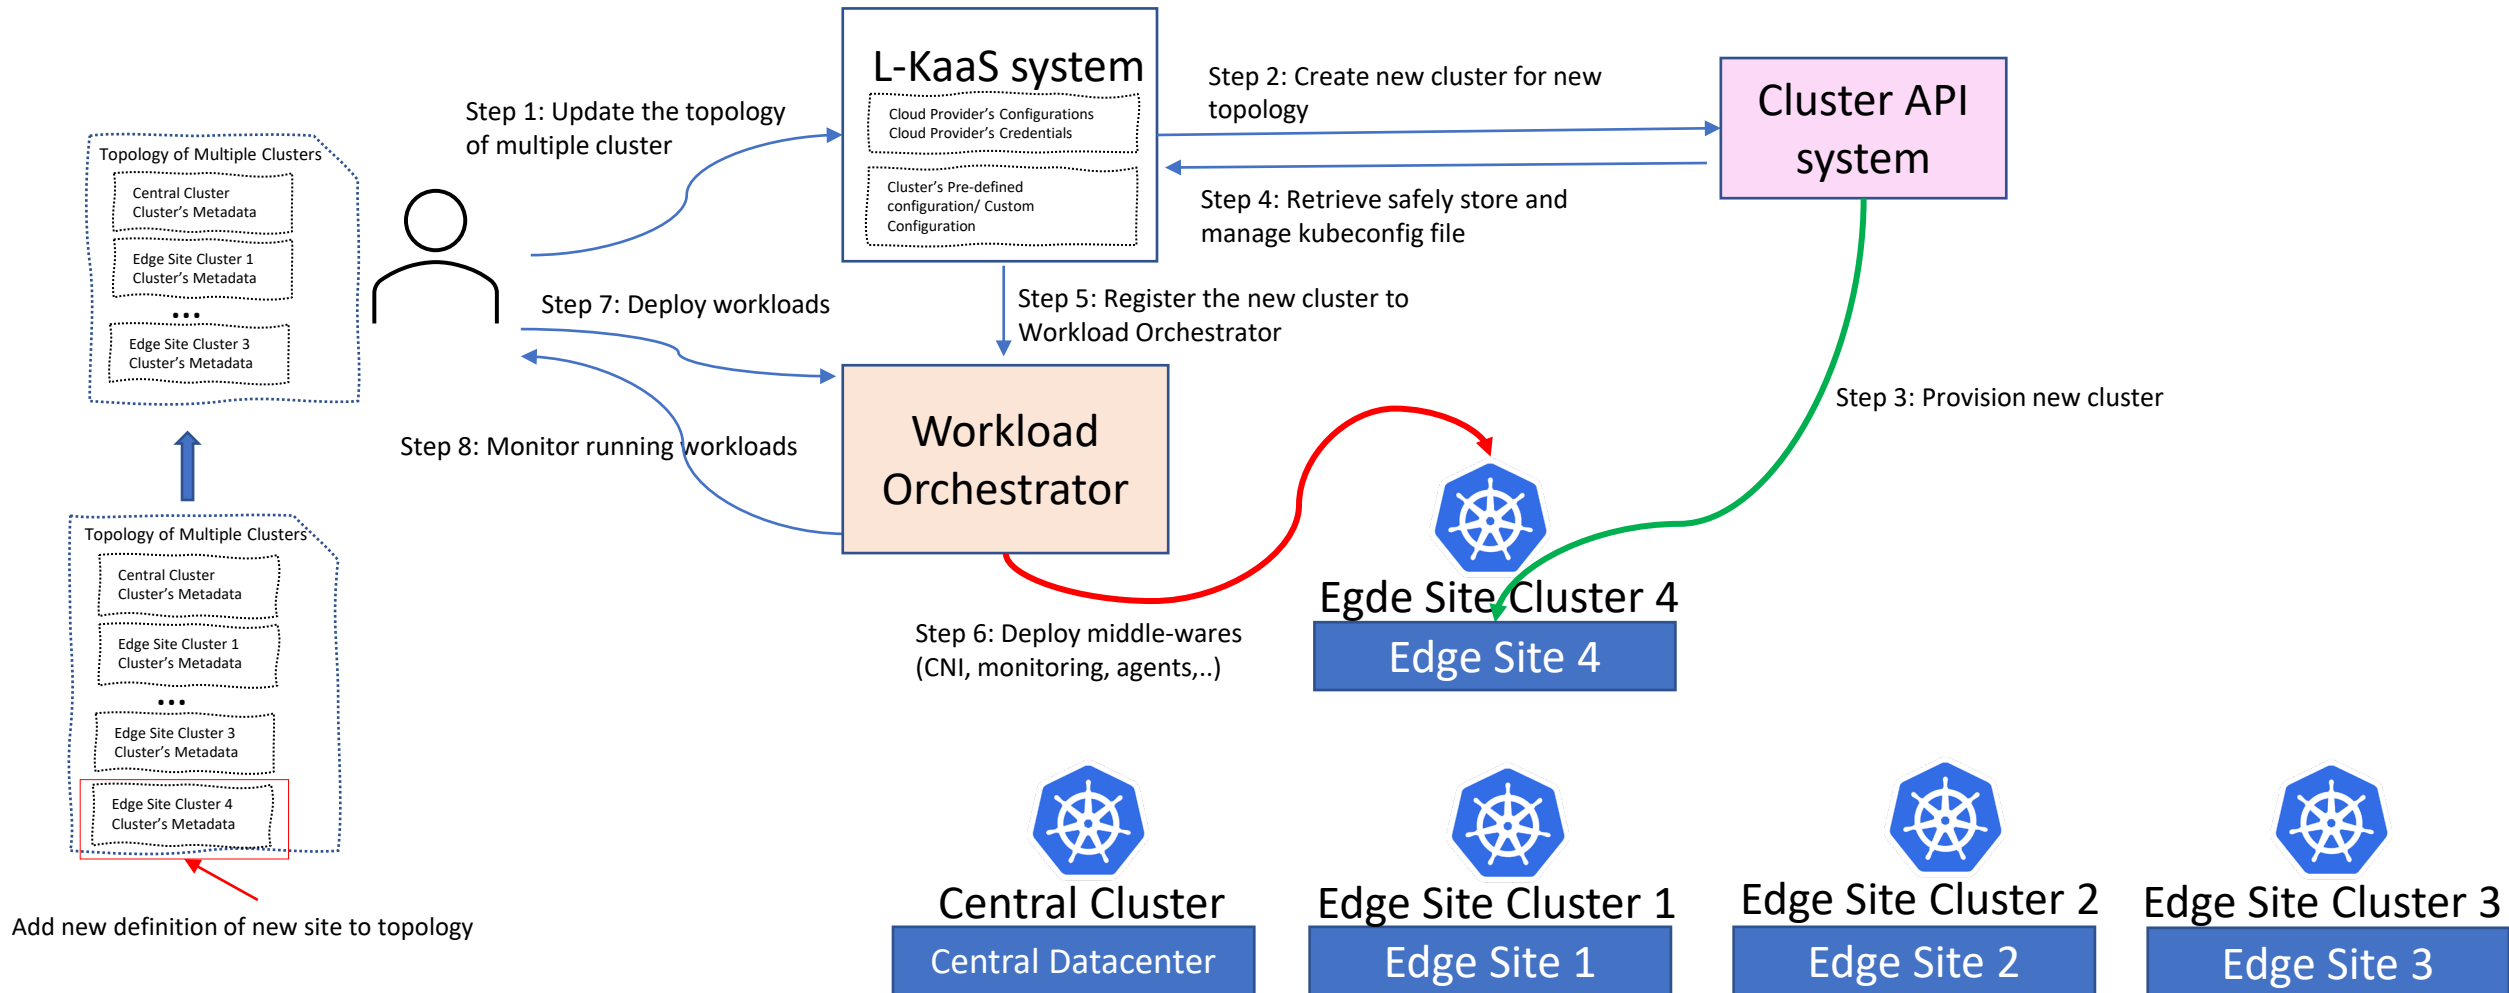 L-KaaS system
Cloud Provider's Configurations
Cloud Provider's Credentials
Cluster's Pre-defined
configuration/ Custom
Configuration
Step 1: Update the topology
of multiple cluster
Step 2: Create new cluster for new
topology
Cluster API
system
Step 4: Retrieve safely store and
manage kubeconfig file
Topology of Multiple Clusters
Central Cluster
Cluster's Metadata
Edge Site Cluster 1
Cluster's Metadata
...
Edge Site Cluster 3
Cluster's Metadata
Step 7: Deploy workloads
Step 5: Register the new cluster to
Workload Orchestrator
Step 3: Provision new cluster
Step 8: Monitor running workloads
Workload
Orchestrator
Topology of Multiple Clusters
Central Cluster
Cluster's Metadata
Edge Site Cluster 1
Cluster's Metadata
...
Edge Site Cluster 3
Cluster's Metadata
Edge Site Cluster 4
Cluster's Metadata
Add new definition of new site to topology
Step 6: Deploy middle-wares
(CNI, monitoring, agents,..)
Egde Site Cluster 4
Edge Site 4
Central Cluster
Central Datacenter
Edge Site Cluster 1
Edge Site 1
Edge Site Cluster 2
Edge Site 2
Edge Site Cluster 3
Edge Site 3